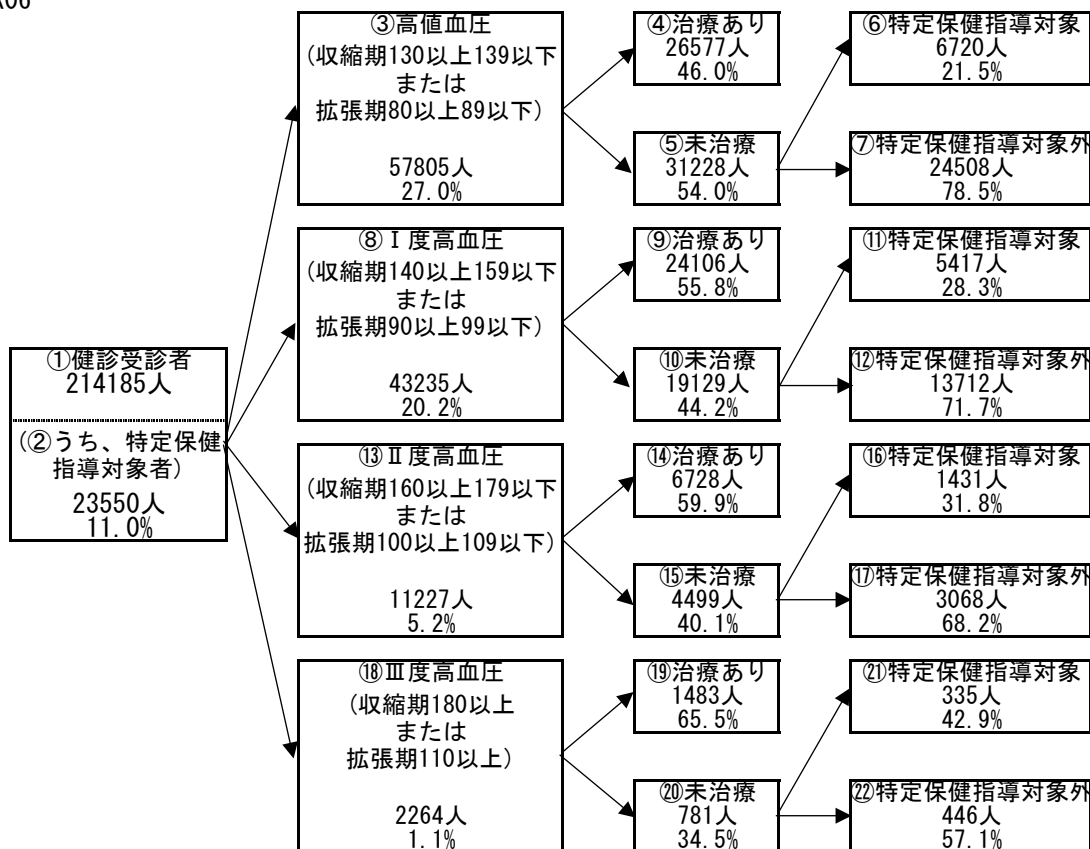 ①健診受診者
214185人
(②うち、特定保健
指導対象者)
23550人
11.0%
③高値血圧
(収縮期130以上139以下
または
拡張期80以上89以下)
57805人
27.0%
④治療あり
26577人
46.0%
⑤未治療
31228人
54.0%
⑥特定保健指導対象
6720人
21.5%
⑦特定保健指導対象外
24508人
78.5%
⑧Ⅰ度高血圧
(収縮期140以上159以下
または
拡張期90以上99以下)
43235人
20.2%
⑨治療あり
24106人
55.8%
⑩未治療
19129人
44.2%
⑪特定保健指導対象
5417人
28.3%
⑫特定保健指導対象外
13712人
71.7%
⑬Ⅱ度高血圧
(収縮期160以上179以下
または
拡張期100以上109以下)
11227人
5.2%
⑭治療あり
6728人
59.9%
⑮未治療
4499人
40.1%
⑯特定保健指導対象
1431人
31.8%
⑰特定保健指導対象外
3068人
68.2%
⑱Ⅲ度高血圧
(収縮期180以上
または
拡張期110以上)
2264人
1.1%
⑲治療あり
1483人
65.5%
⑳未治療
781人
34.5%
㉑特定保健指導対象
335人
42.9%
㉒特定保健指導対象外
446人
57.1%